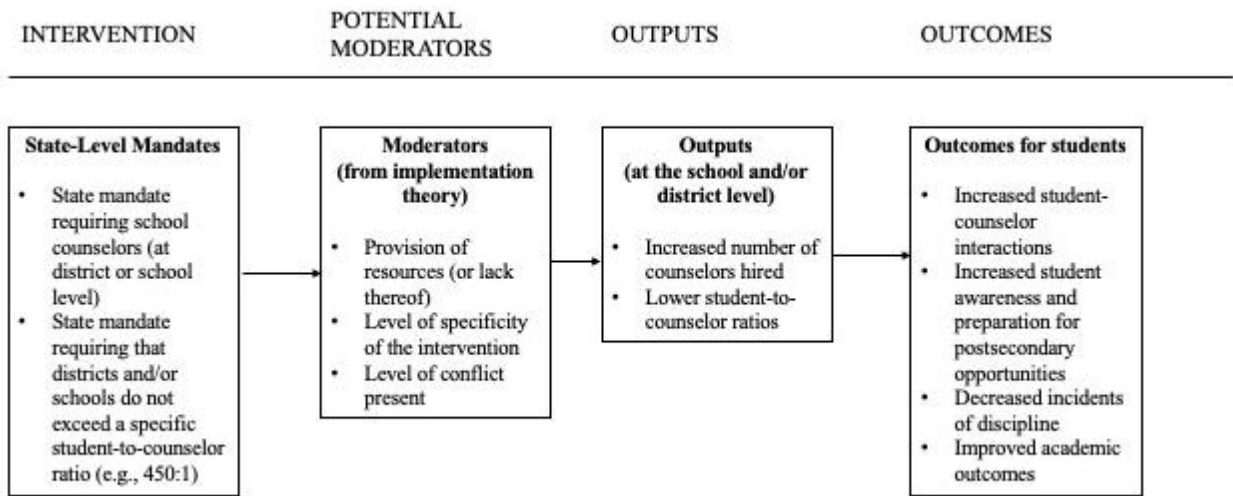 INTERVENTION
POTENTIAL
MODERATORS
OUTPUTS
OUTCOMES
State-Level Mandates
• State mandate
requiring school
counselors (at
district or school
level)
• State mandate
requiring that
districts and/or
schools do not
exceed a specific
student-to-counselor
ratio (e.g., 450:1)
Moderators
(from implementation
theory)
• Provision of
resources (or lack
thereof)
• Level of specificity
of the intervention
• Level of conflict
present
Outputs
(at the school and/or
district level)
• Increased number of
counselors hired
• Lower student-to-
counselor ratios
Outcomes for students
• Increased student-
counselor
interactions
• Increased student
awareness and
preparation for
postsecondary
opportunities
• Decreased incidents
of discipline
• Improved academic
outcomes